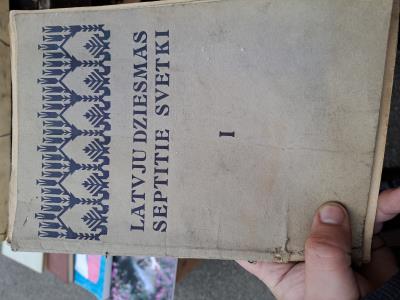 LATVJU DZIESMAS
SEPTITIE SVETKI
I